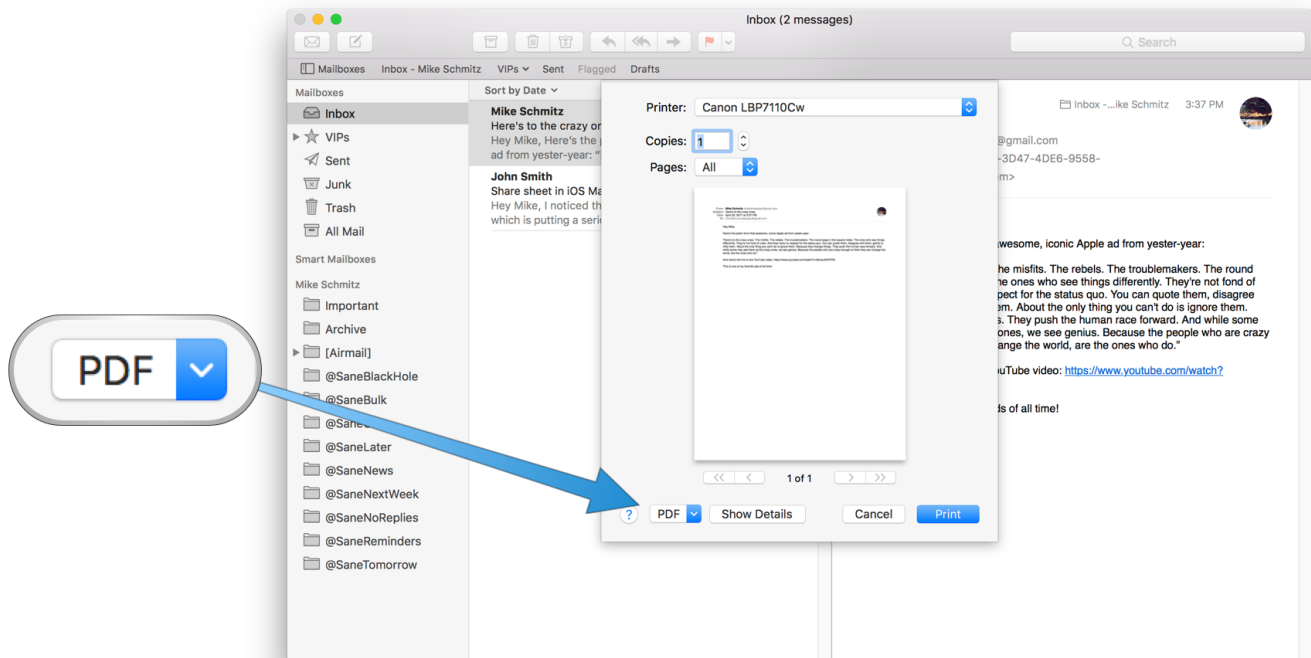 Inbox (2 messages)
Search
Mailboxes Inbox - Mike Schmitz VIPs Sent Flagged Drafts
Mailboxes
Inbox
VIPs
Sent
Junk
Trash
All Mail
Smart Mailboxes
Mike Schmitz
Important
Archive
[Airmail]
@SaneBlackHole
@SaneBulk
@SaneLater
@SaneNews
@SaneNextWeek
@SaneNoReplies
@SaneReminders
@SaneTomorrow
Sort by Date
Mike Schmitz
Here's to the crazy or
Hey Mike, Here's the
ad from yester-year: "
John Smith
Share sheet in iOS Ma
Hey Mike, I noticed th
which is putting a seri
Printer: Canon LBP7110Cw
Copies: 1
Pages: All
1 of 1
? PDF Show Details Cancel Print
PDF
Inbox -...ike Schmitz 3:37 PM
@gmail.com
-3D47-4DE6-9558-
m>
wesome, iconic Apple ad from yester-year:
he misfits. The rebels. The troublemakers. The round
he ones who see things differently. They're not fond of
pect for the status quo. You can quote them, disagree
em. About the only thing you can't do is ignore them.
s. They push the human race forward. And while some
ones, we see genius. Because the people who are crazy
ange the world, are the ones who do."
uTube video: https://www.youtube.com/watch?
ds of all time!